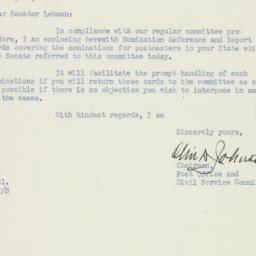 ar Senator Lehman:
In compliance with our regular committee pro-
dure, I am enclosing herewith Nomination Reference and Report
rds covering the nominations for postmasters in your State whi
e Senate referred to this committee today.
It will facilitate the prompt handling of such
minations if you will return these cards to the committee as s
possible if there is no objection you wish to interpose in an
the cases.
With kindest regards, I am
Sincerely yours,
Olin D. Johnst
Chairman,
Post Office and
Civil Service Commi
l.
/S